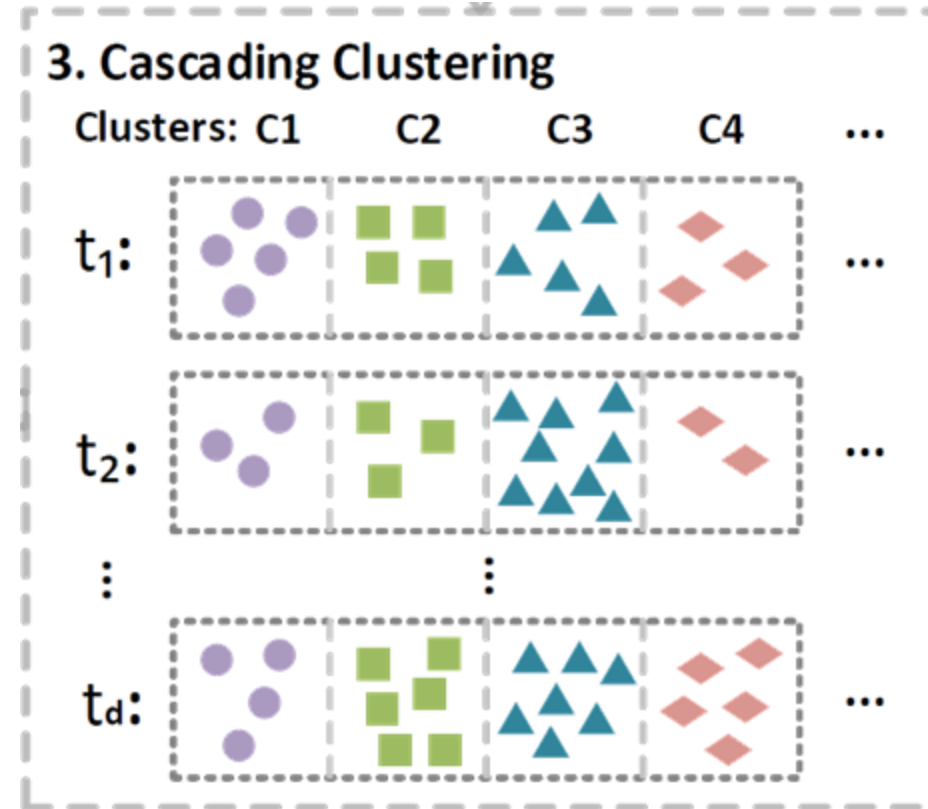 3. Cascading Clustering
Clusters: C1 C2 C3 C4 ...
t1: ...
t2: ...
⋮ ⋮
td: ...